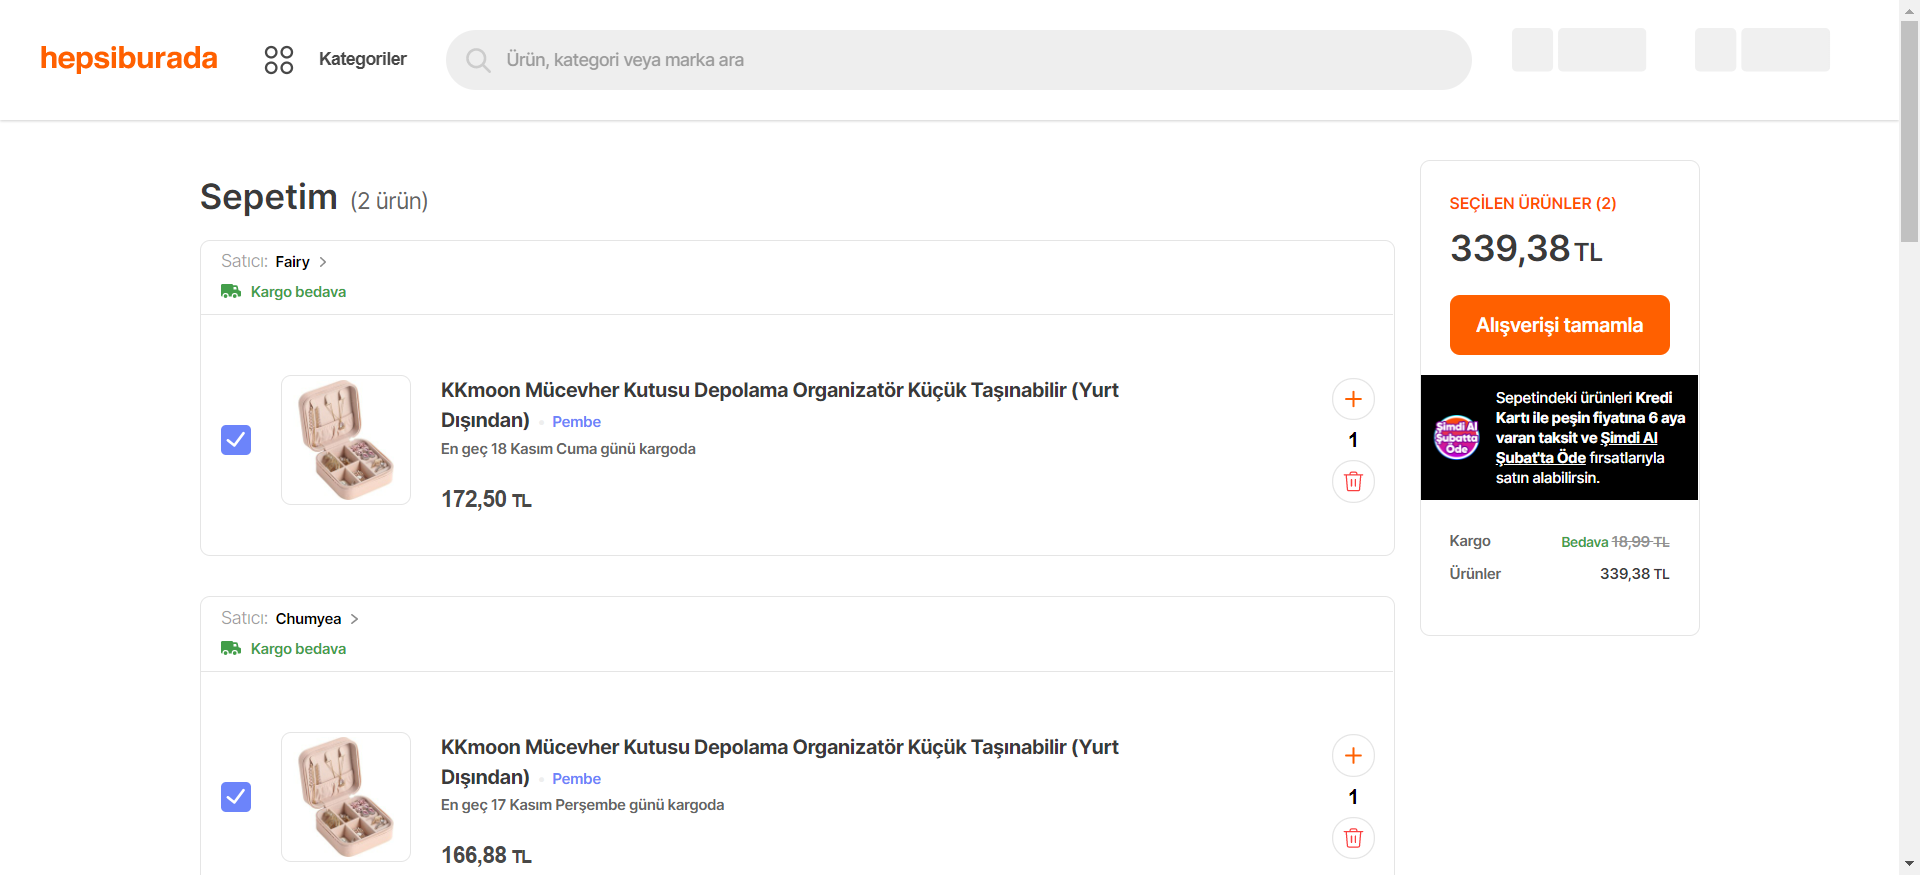 hepsiburada
Kategoriler
Ürün, kategori veya marka ara
Sepetim (2 ürün)
Satıcı: Fairy
Kargo bedava
KKmoon Mücevher Kutusu Depolama Organizatör Küçük Taşınabilir (Yurt
Dışından) Pembe
En geç 18 Kasım Cuma günü kargoda
172,50 TL
1
Satıcı: Chumyea
Kargo bedava
KKmoon Mücevher Kutusu Depolama Organizatör Küçük Taşınabilir (Yurt
Dışından) Pembe
En geç 17 Kasım Perşembe günü kargoda
166,88 TL
1
SEÇİLEN ÜRÜNLER (2)
339,38 TL
Alışverişi tamamla
Şimdi Al
Şubatta
Öde
Sepetindeki ürünleri Kredi
Kartı ile peşin fiyatına 6 aya
varan taksit ve Şimdi Al
Şubat'ta Öde fırsatlarıyla
satın alabilirsin.
Kargo Bedava 18,99 TL
Ürünler 339,38 TL